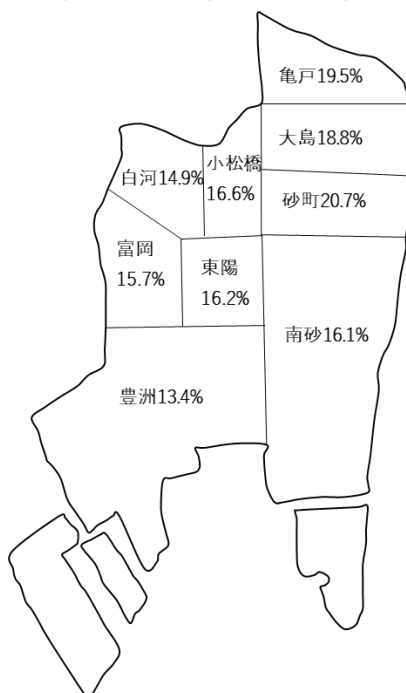 亀戸19.5%
大島18.8%
小松橋
16.6%
白河14.9%
砂町20.7%
富岡
15.7%
東陽
16.2%
南砂16.1%
豊洲13.4%